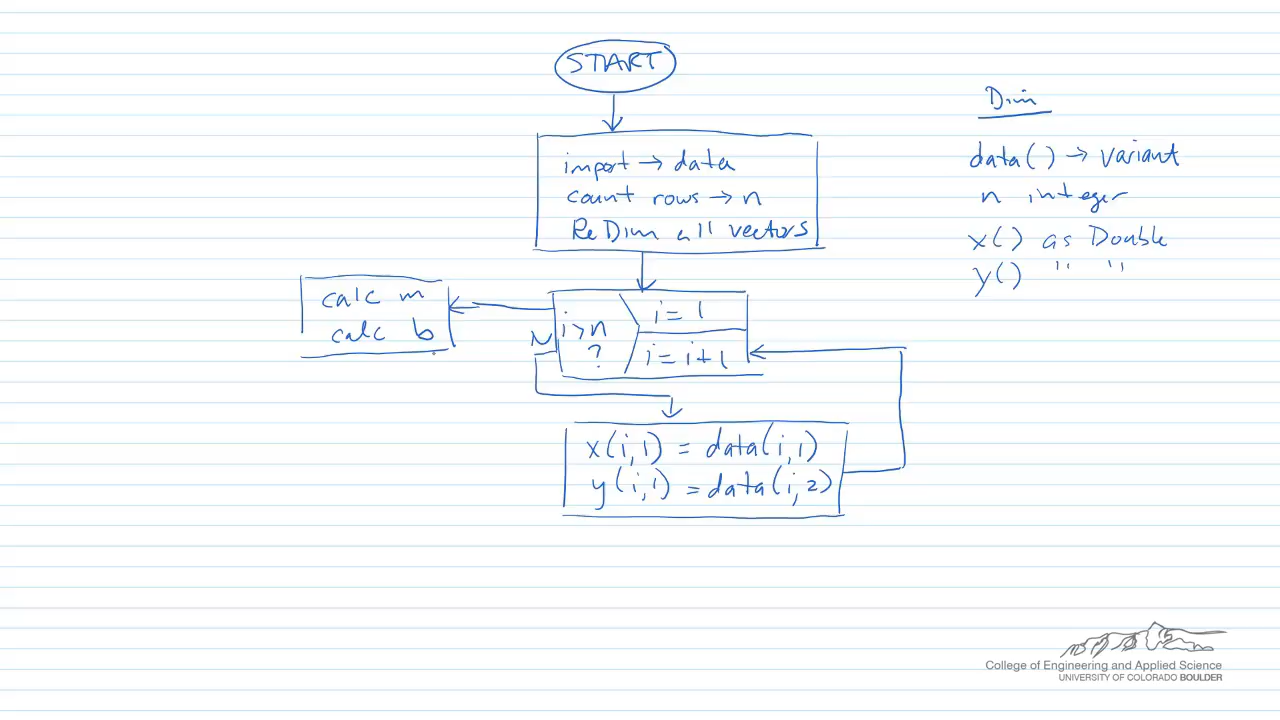 START
import → data
count rows → n
ReDim all vectors
calc m
calc b
i>n
?
i = 1
i = i+1
N
x(i,1) = data(i,1)
y(i,1) = data(i,2)
Dim
data() → variant
n integer
x() as Double
y() " "
College of Engineering and Applied Science
UNIVERSITY OF COLORADO BOULDER